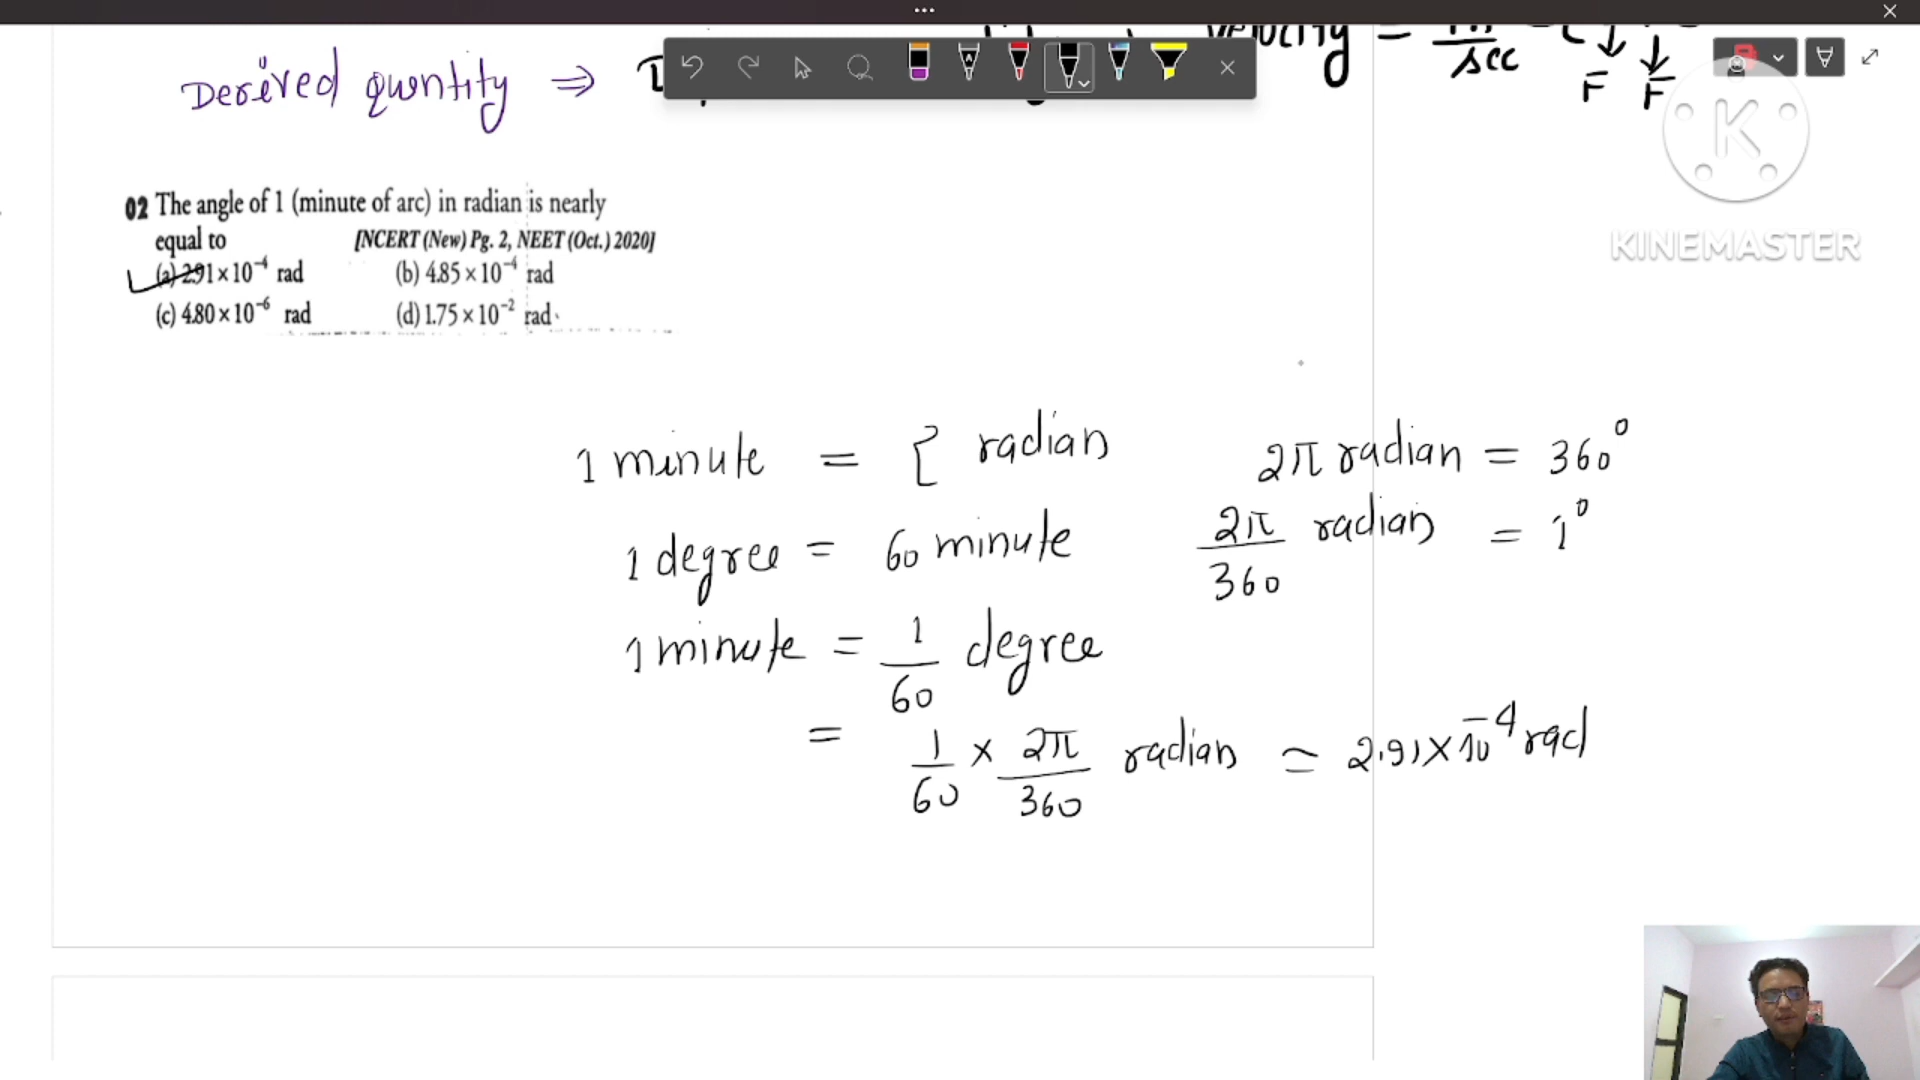 velocity = m/sec
F F
Derived quantity ⇒
KINEMASTER
02 The angle of 1 (minute of arc) in radian is nearly
equal to [NCERT (New) Pg. 2, NEET (Oct.) 2020]
(a) 2.91 × 10⁻⁴ rad (b) 4.85 × 10⁻⁴ rad
(c) 4.80 × 10⁻⁶ rad (d) 1.75 × 10⁻² rad
1 minute = [ radian
2π radian = 360°
1 degree = 60 minute
2π/360 radian = 1°
1 minute = 1/60 degree
= 1/60 × 2π/360 radian ≃ 2.91 × 10⁻⁴ rad